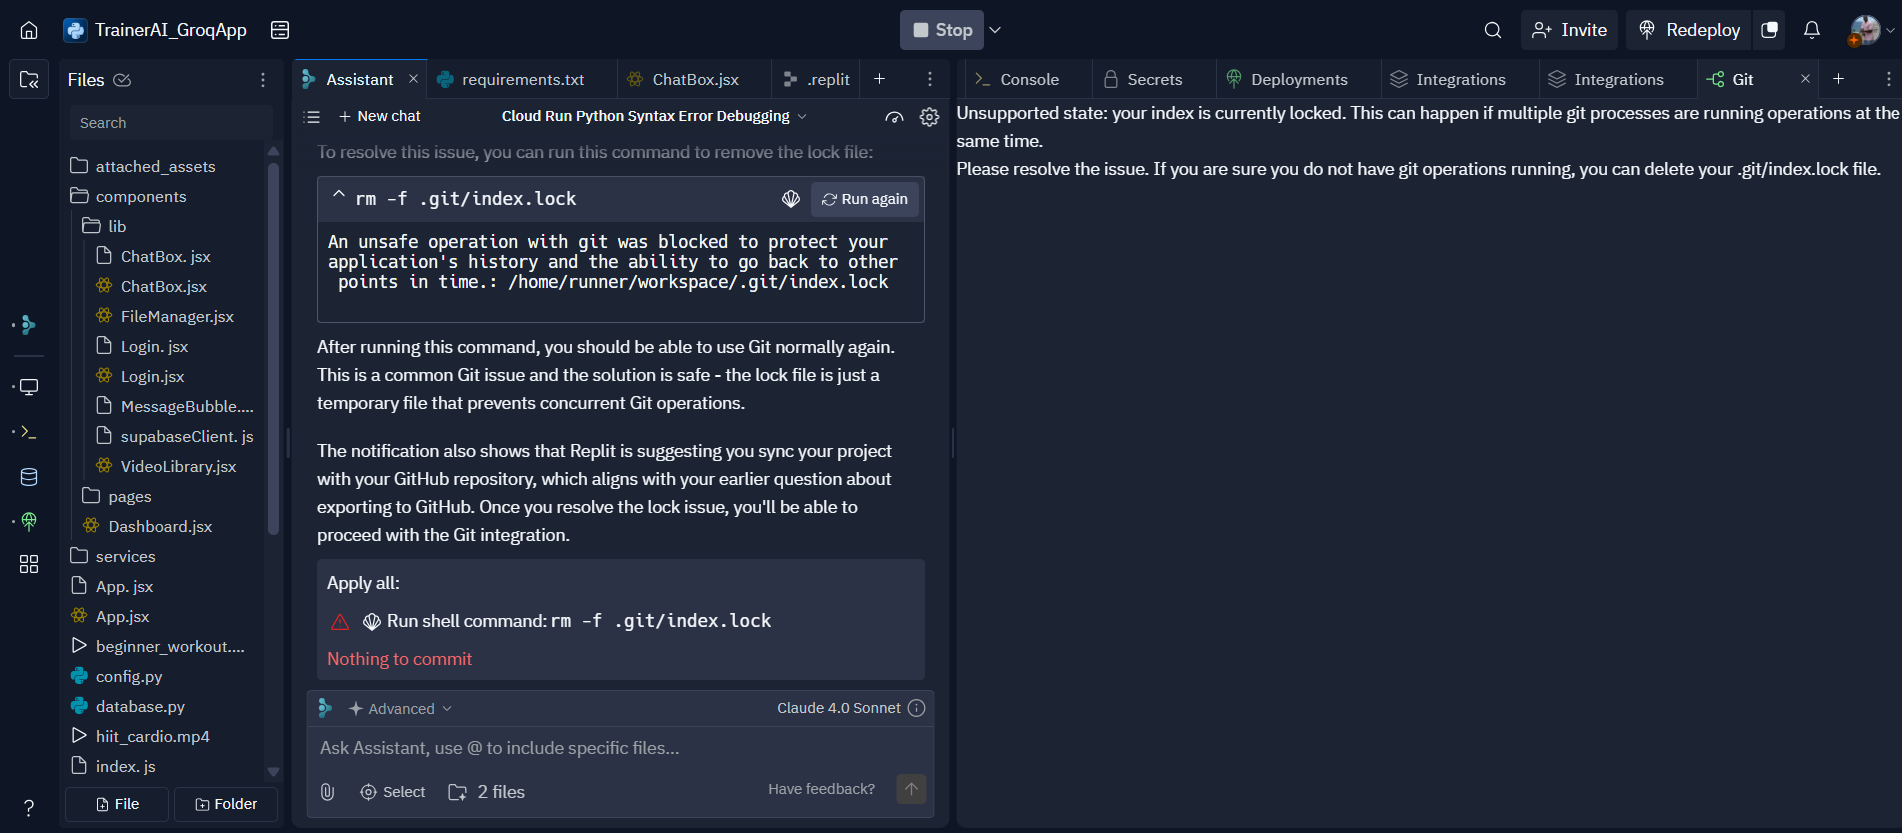 TrainerAI_GroqApp
Stop
Invite
Redeploy
Files
Search
attached_assets
components
lib
ChatBox. jsx
ChatBox.jsx
FileManager.jsx
Login. jsx
Login.jsx
MessageBubble....
supabaseClient. js
VideoLibrary.jsx
pages
Dashboard.jsx
services
App. jsx
App.jsx
beginner_workout....
config.py
database.py
hiit_cardio.mp4
index. js
File
Folder
?
Assistant
requirements.txt
ChatBox.jsx
.replit
New chat
Cloud Run Python Syntax Error Debugging
To resolve this issue, you can run this command to remove the lock file:
rm -f .git/index.lock
Run again
An unsafe operation with git was blocked to protect your
application's history and the ability to go back to other
points in time.: /home/runner/workspace/.git/index.lock
After running this command, you should be able to use Git normally again.
This is a common Git issue and the solution is safe - the lock file is just a
temporary file that prevents concurrent Git operations.
The notification also shows that Replit is suggesting you sync your project
with your GitHub repository, which aligns with your earlier question about
exporting to GitHub. Once you resolve the lock issue, you'll be able to
proceed with the Git integration.
Apply all:
Run shell command: rm -f .git/index.lock
Nothing to commit
Advanced
Claude 4.0 Sonnet
Ask Assistant, use @ to include specific files...
Select
2 files
Have feedback?
Console
Secrets
Deployments
Integrations
Integrations
Git
Unsupported state: your index is currently locked. This can happen if multiple git processes are running operations at the
same time.
Please resolve the issue. If you are sure you do not have git operations running, you can delete your .git/index.lock file.